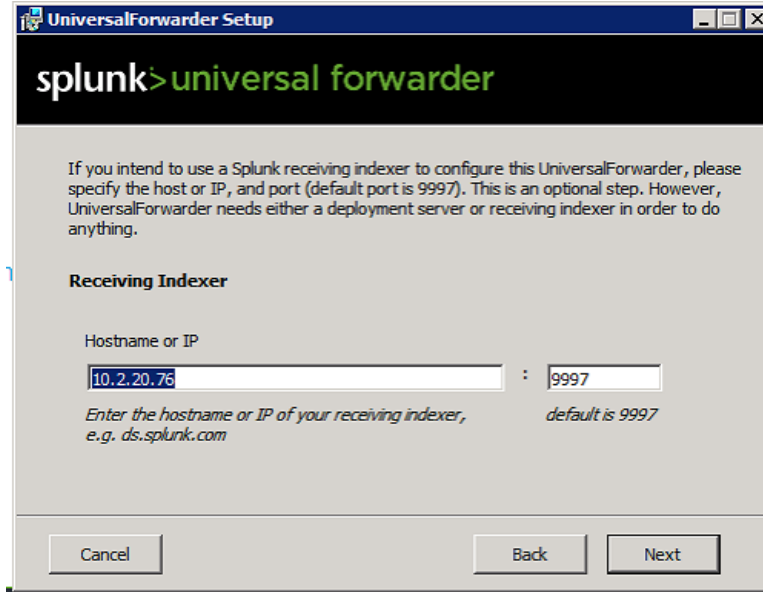 UniversalForwarder Setup
splunk>universal forwarder
If you intend to use a Splunk receiving indexer to configure this UniversalForwarder, please
specify the host or IP, and port (default port is 9997). This is an optional step. However,
UniversalForwarder needs either a deployment server or receiving indexer in order to do
anything.
Receiving Indexer
Hostname or IP
10.2.20.76 : 9997
Enter the hostname or IP of your receiving indexer, default is 9997
e.g. ds.splunk.com
Cancel Back Next